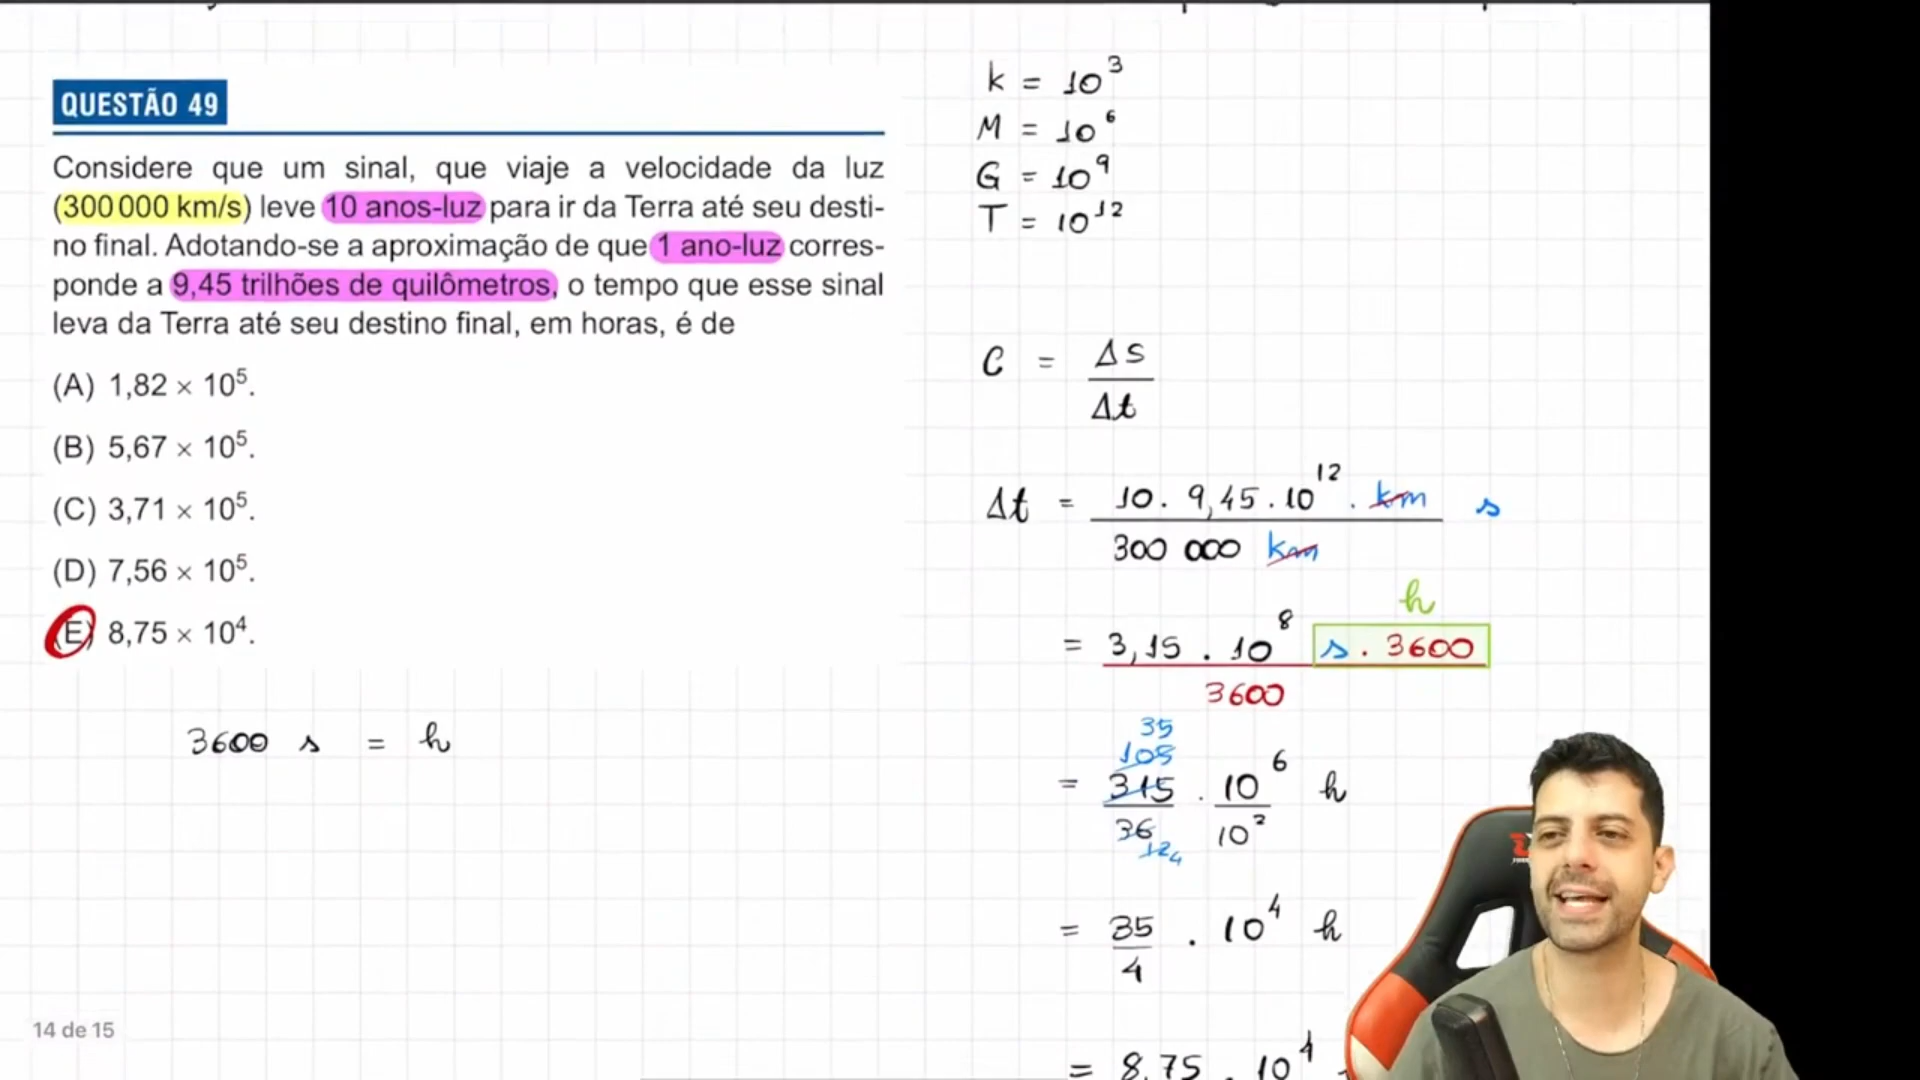 QUESTÃO 49
Considere que um sinal, que viaje a velocidade da luz
(300 000 km/s) leve 10 anos-luz para ir da Terra até seu desti-
no final. Adotando-se a aproximação de que 1 ano-luz corres-
ponde a 9,45 trilhões de quilômetros, o tempo que esse sinal
leva da Terra até seu destino final, em horas, é de
(A) 1,82 × 10⁵.
(B) 5,67 × 10⁵.
(C) 3,71 × 10⁵.
(D) 7,56 × 10⁵.
(E) 8,75 × 10⁴.
3600 s = h
14 de 15
k = 10³
M = 10⁶
G = 10⁹
T = 10¹²
C = Δs
Δt
Δt = 10 . 9,45 . 10¹² . km s
300 000 km
h
= 3,15 . 10⁸ s . 3600
3600
35
105
= 315 . 10⁶ h
36 10²
12 4
= 35 . 10⁴ h
4
= 8,75 . 10⁴